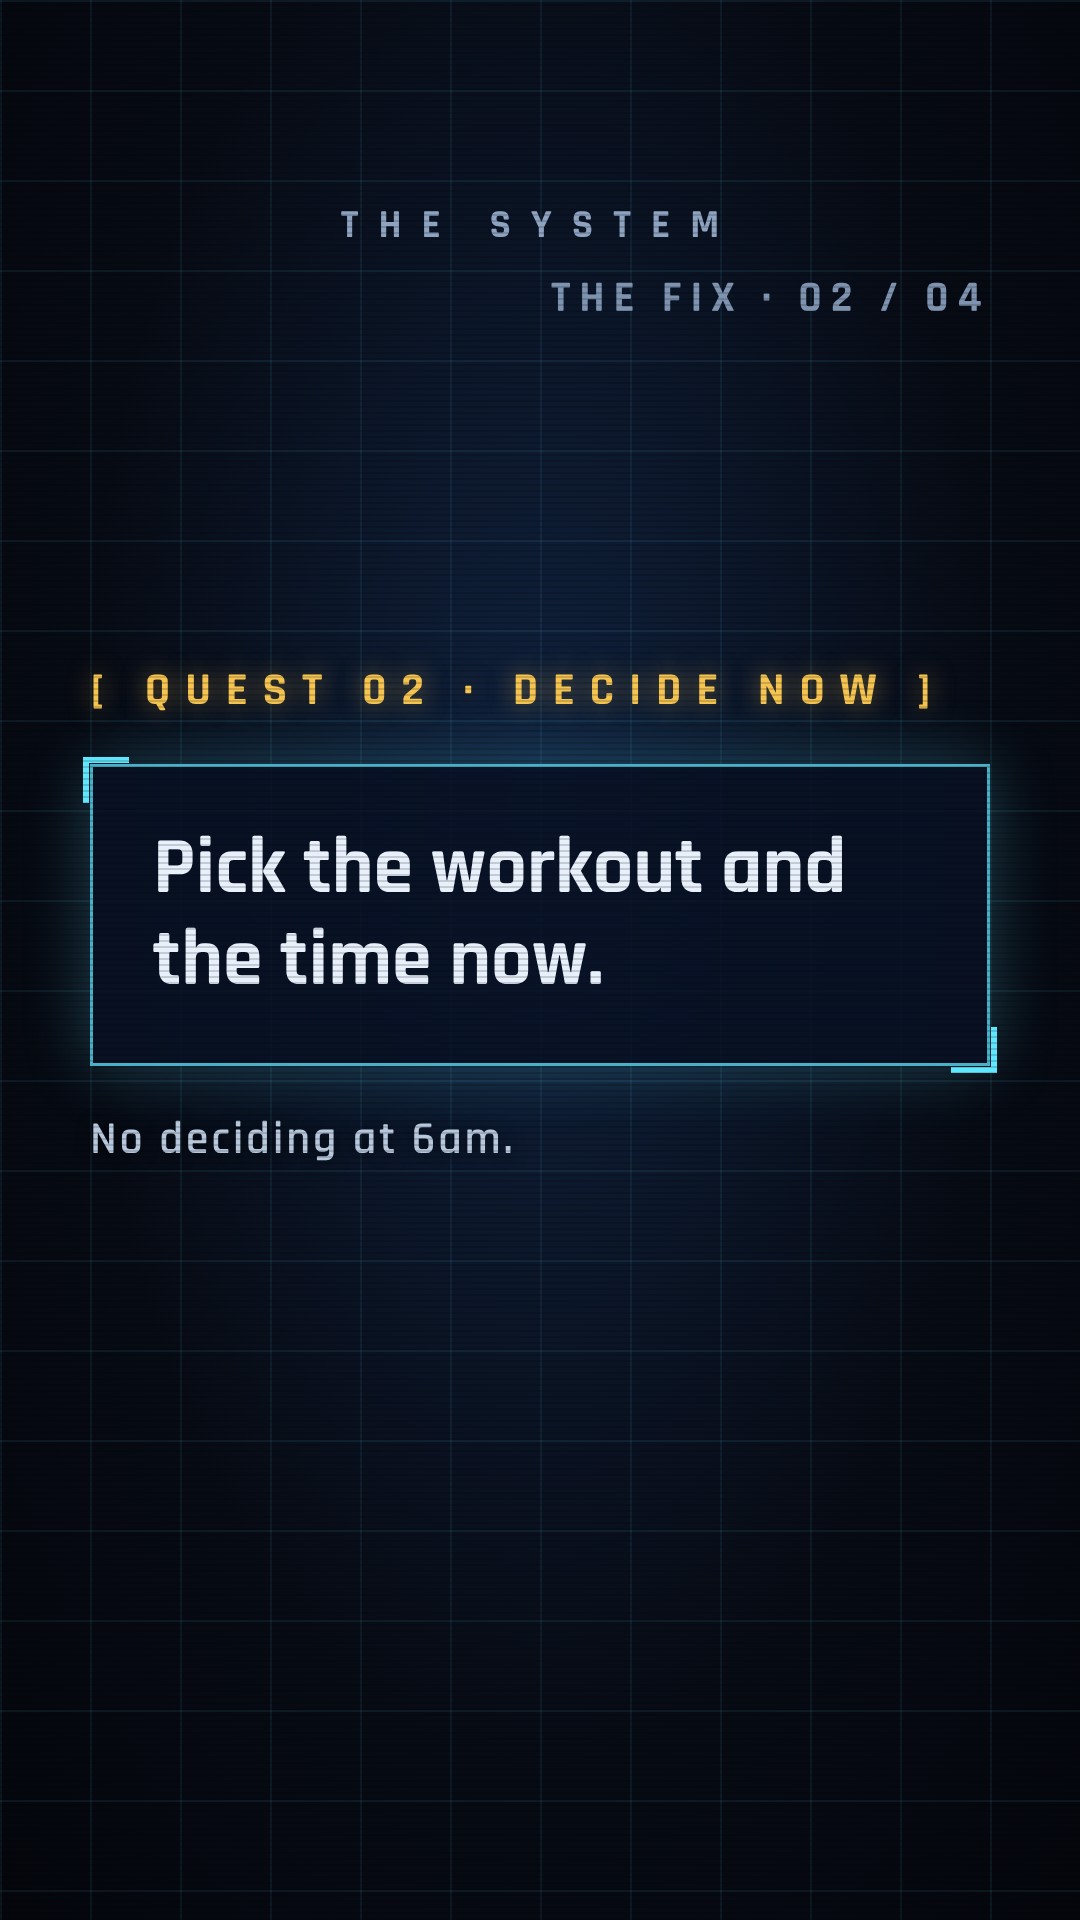 THE SYSTEM
THE FIX · 02 / 04
[ QUEST 02 · DECIDE NOW ]
Pick the workout and
the time now.
No deciding at 6am.